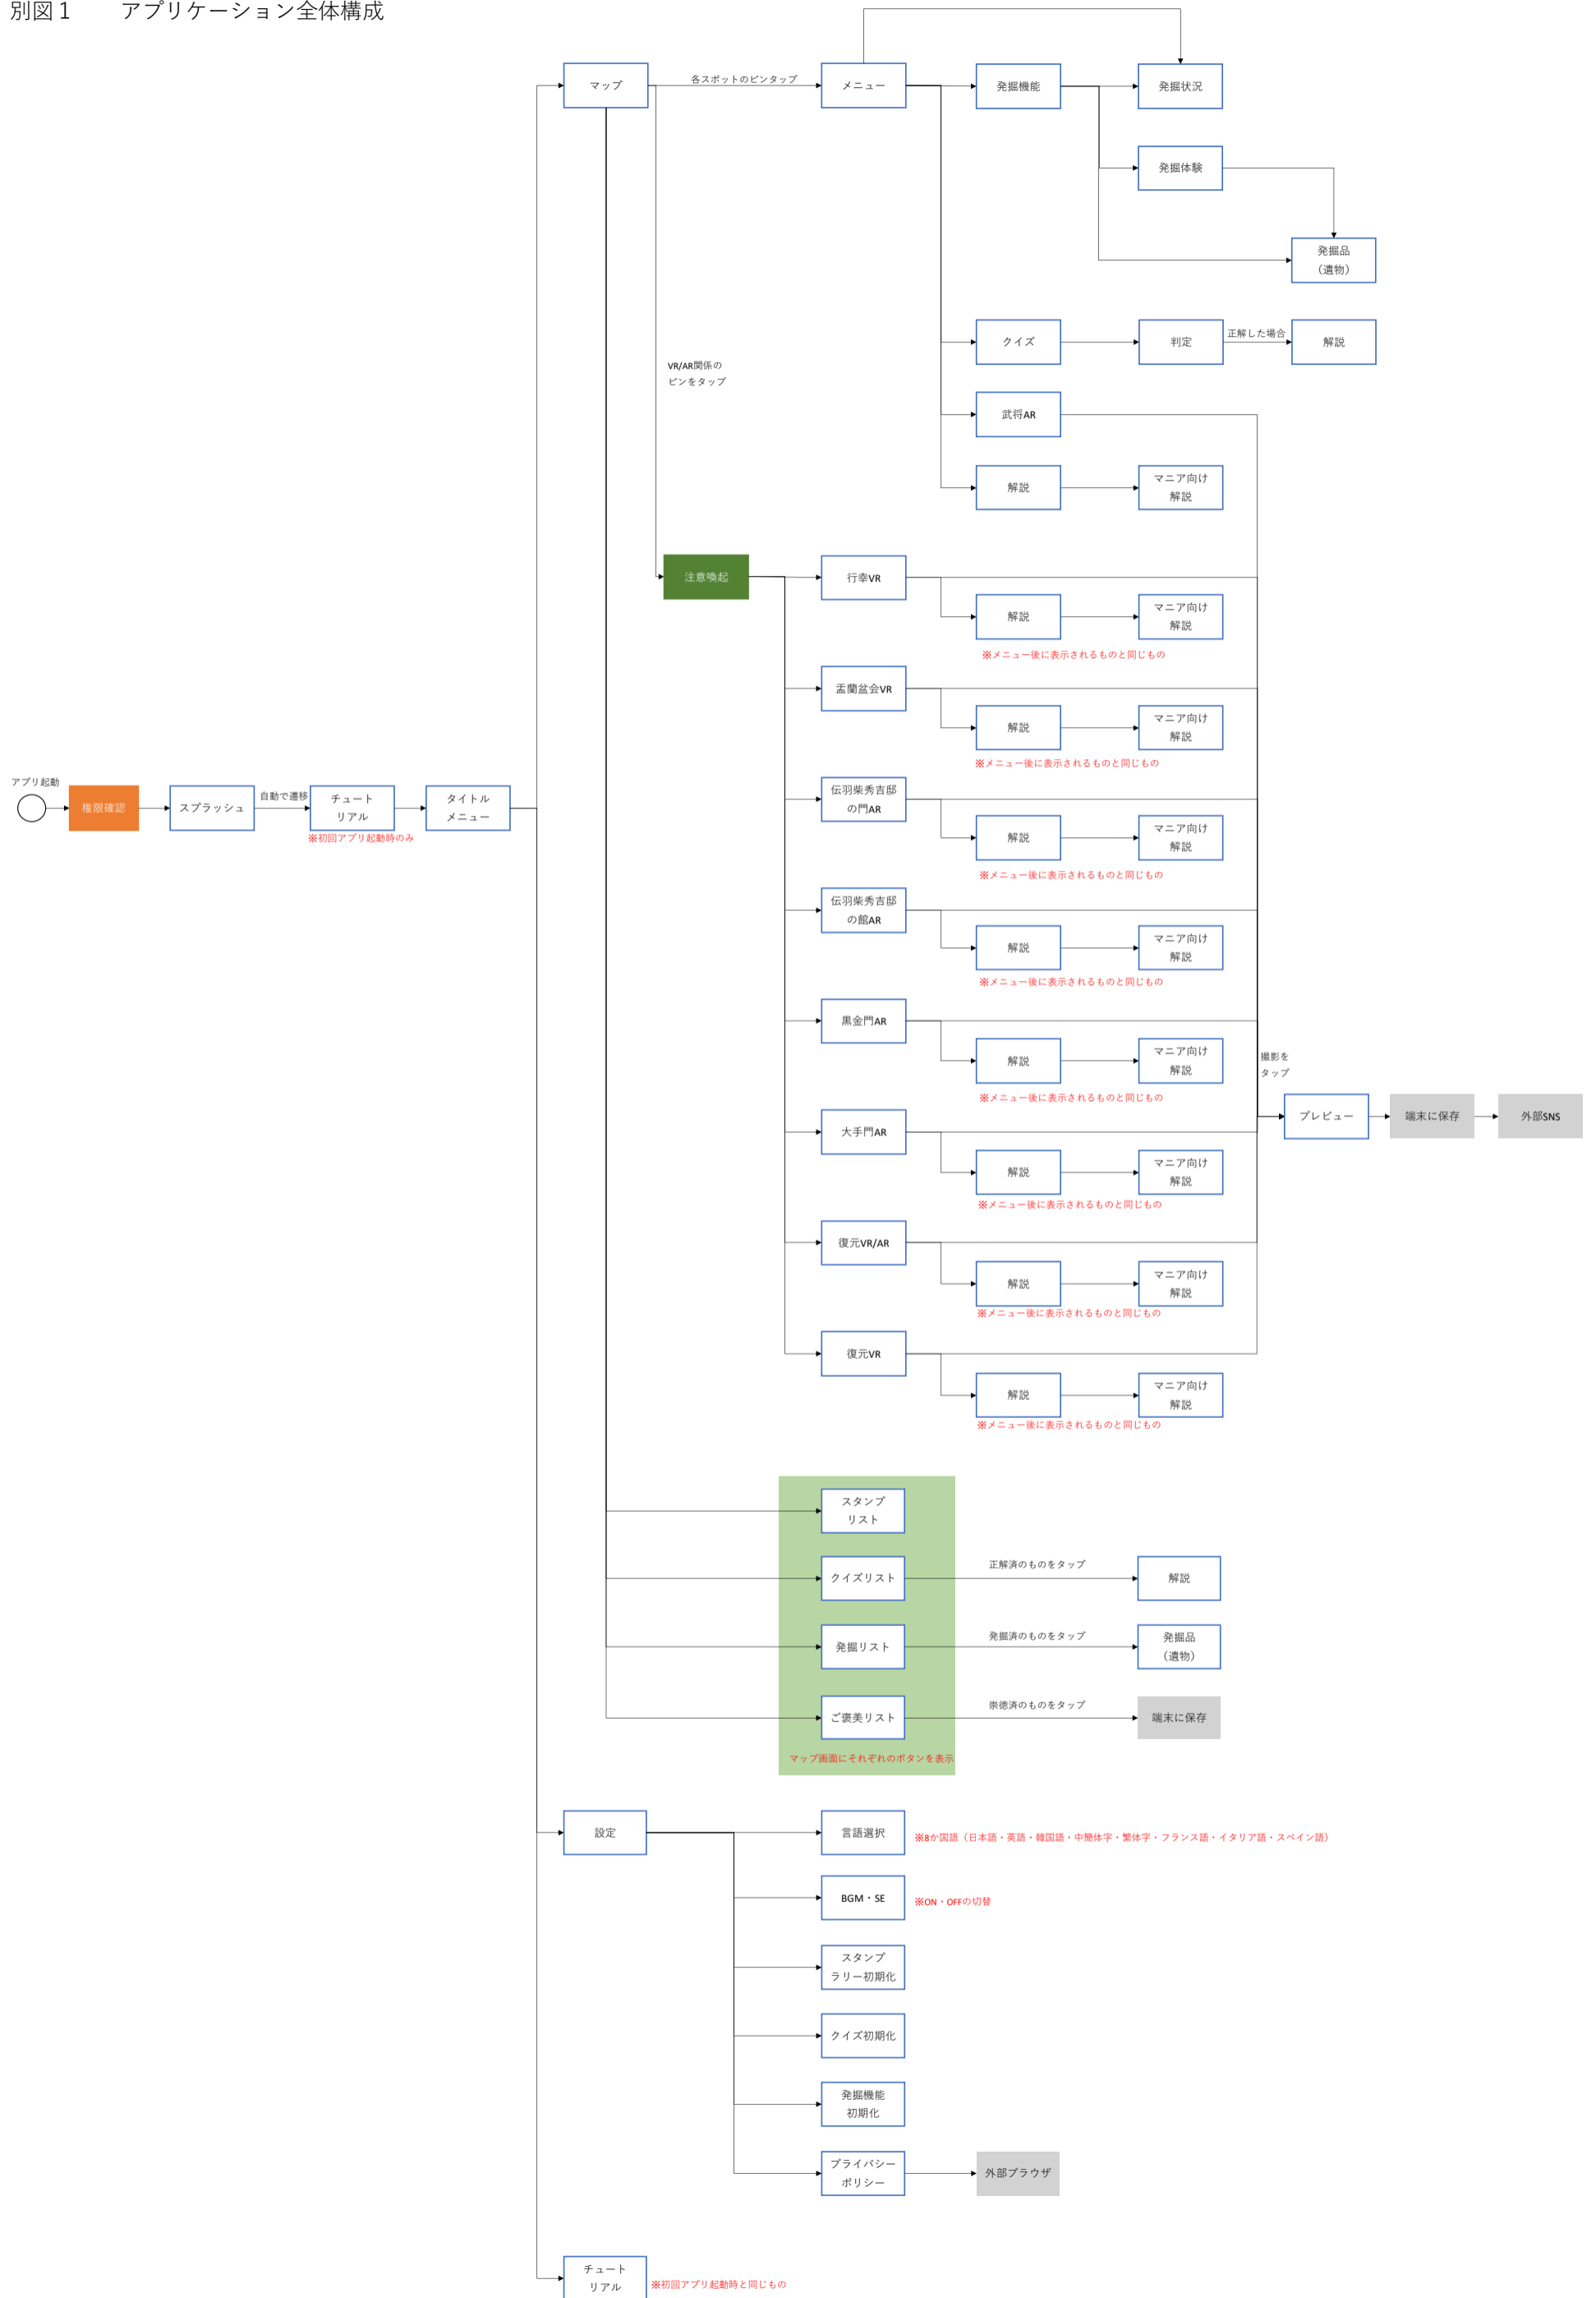 別図１　　アプリケーション全体構成
マップ
各スポットのピンタップ
メニュー
発掘機能
発掘状況
発掘体験
発掘品
（遺物）
クイズ
判定
正解した場合
解説
VR/AR関係の
ピンをタップ
武将AR
解説
マニア向け
解説
注意喚起
行幸VR
解説
マニア向け
解説
※メニュー後に表示されるものと同じもの
盂蘭盆会VR
解説
マニア向け
解説
※メニュー後に表示されるものと同じもの
アプリ起動
権限確認
スプラッシュ
自動で遷移
チュート
リアル
※初回アプリ起動時のみ
タイトル
メニュー
伝羽柴秀吉邸
の門AR
解説
マニア向け
解説
※メニュー後に表示されるものと同じもの
伝羽柴秀吉邸
の館AR
解説
マニア向け
解説
※メニュー後に表示されるものと同じもの
黒金門AR
解説
マニア向け
解説
※メニュー後に表示されるものと同じもの
撮影を
タップ
プレビュー
端末に保存
外部SNS
大手門AR
解説
マニア向け
解説
※メニュー後に表示されるものと同じもの
復元VR/AR
解説
マニア向け
解説
※メニュー後に表示されるものと同じもの
復元VR
解説
マニア向け
解説
※メニュー後に表示されるものと同じもの
スタンプ
リスト
クイズリスト
正解済のものをタップ
解説
発掘リスト
発掘済のものをタップ
発掘品
（遺物）
ご褒美リスト
崇徳済のものをタップ
端末に保存
マップ画面にそれぞれのボタンを表示
設定
言語選択
※8か国語（日本語・英語・韓国語・中簡体字・繁体字・フランス語・イタリア語・スペイン語）
BGM・SE
※ON・OFFの切替
スタンプ
ラリー初期化
クイズ初期化
発掘機能
初期化
プライバシー
ポリシー
外部ブラウザ
チュート
リアル
※初回アプリ起動時と同じもの